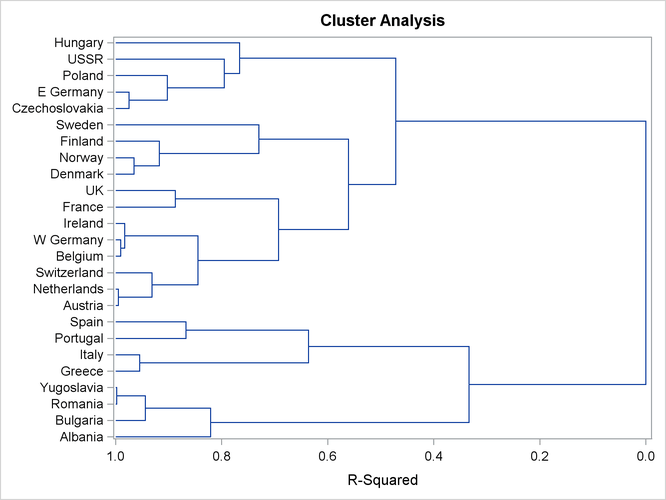 Cluster Analysis
Hungary
USSR
Poland
E Germany
Czechoslovakia
Sweden
Finland
Norway
Denmark
UK
France
Ireland
W Germany
Belgium
Switzerland
Netherlands
Austria
Spain
Portugal
Italy
Greece
Yugoslavia
Romania
Bulgaria
Albania
1.0 0.8 0.6 0.4 0.2 0.0
R-Squared